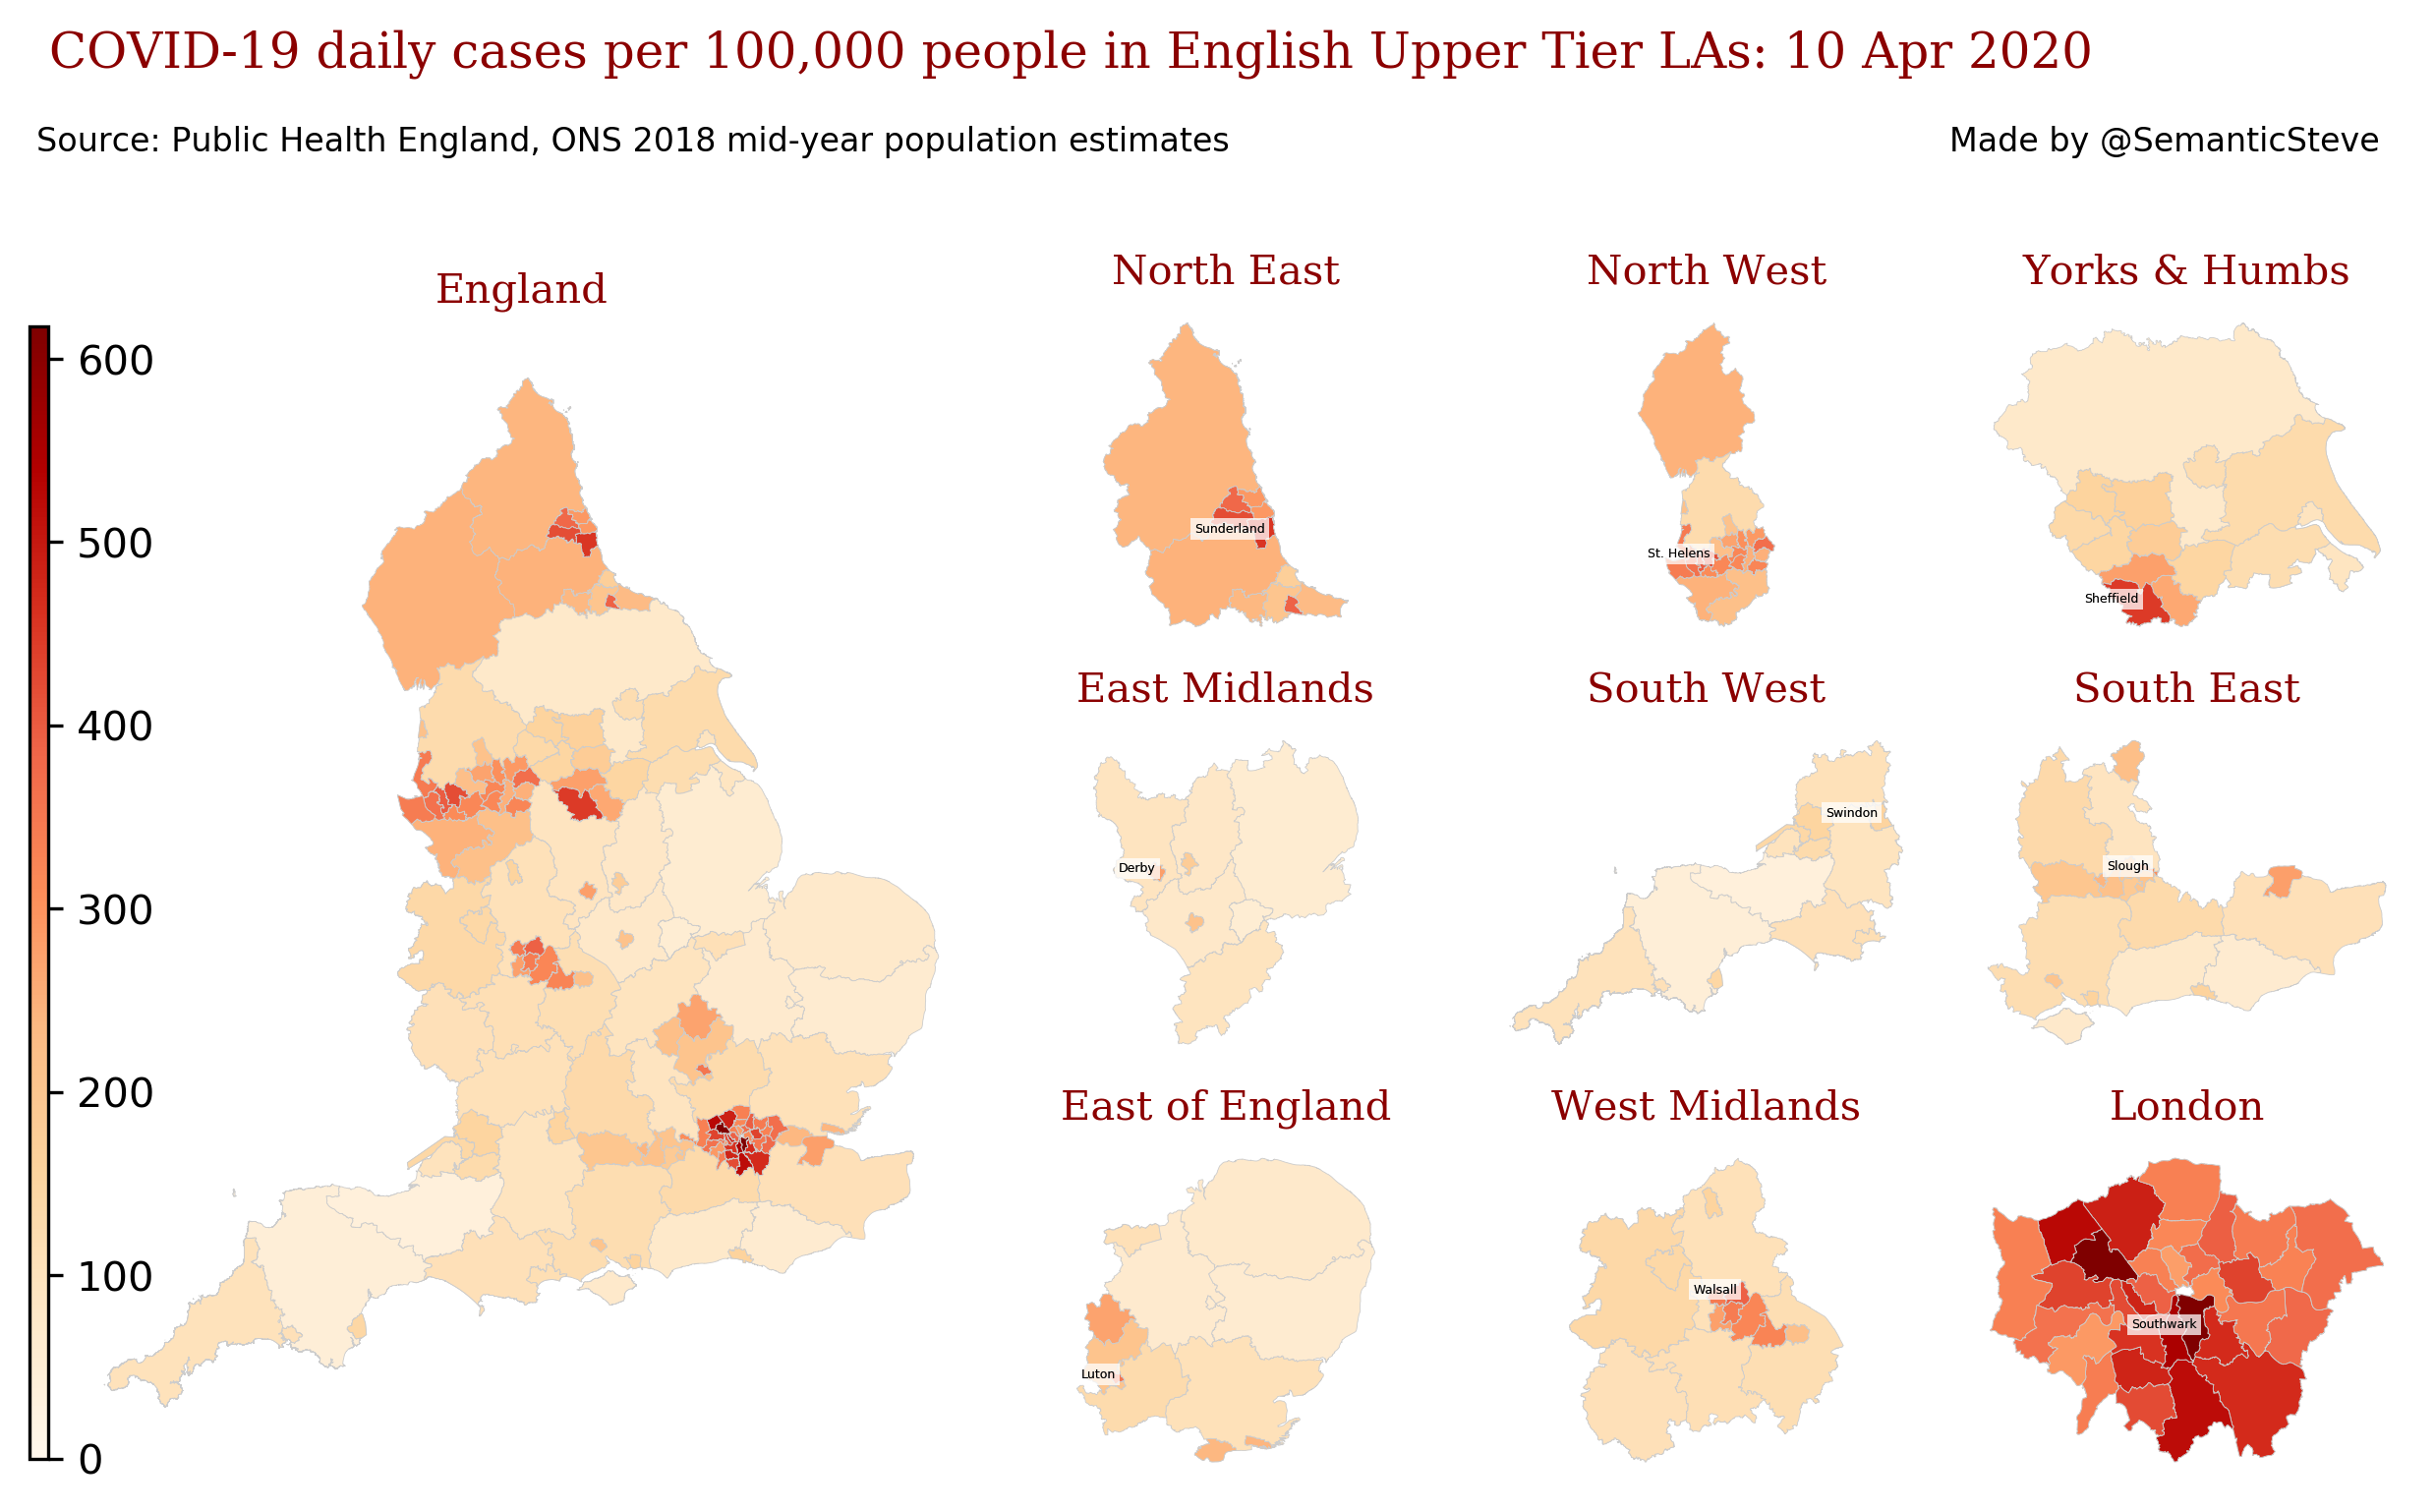 COVID-19 daily cases per 100,000 people in English Upper Tier LAs: 10 Apr 2020
Source: Public Health England, ONS 2018 mid-year population estimates
Made by @SemanticSteve
England
600
500
400
300
200
100
0
North East
Sunderland
North West
St. Helens
Yorks & Humbs
Sheffield
East Midlands
Derby
South West
Swindon
South East
Slough
East of England
Luton
West Midlands
Walsall
London
Southwark